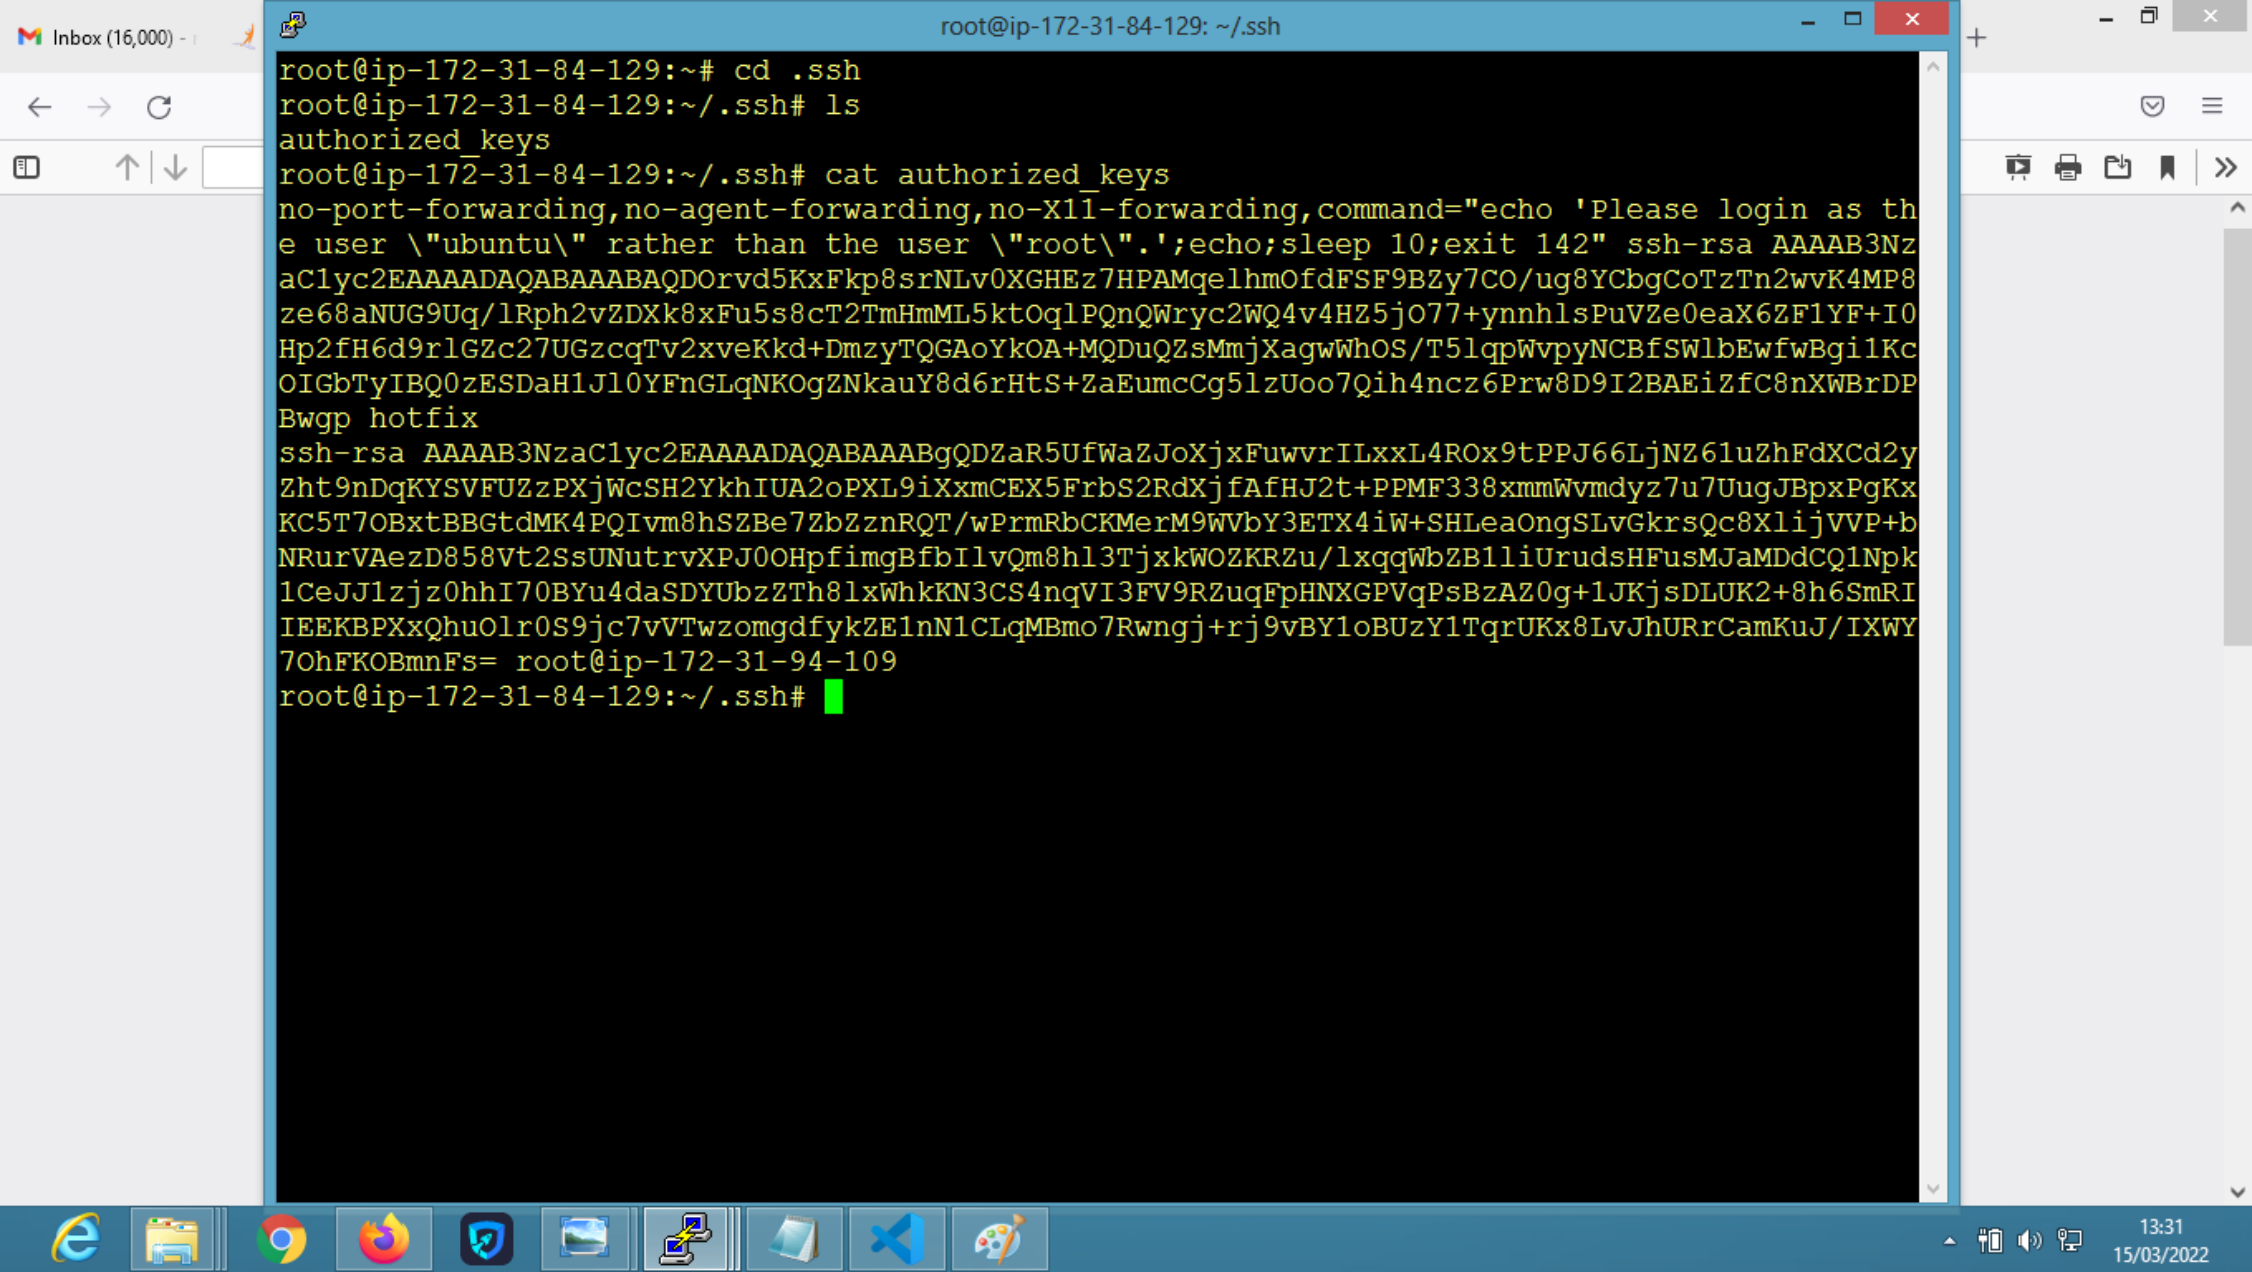 Inbox (16,000) -
root@ip-172-31-84-129: ~/.ssh
root@ip-172-31-84-129:~# cd .ssh
root@ip-172-31-84-129:~/.ssh# ls
authorized_keys
root@ip-172-31-84-129:~/.ssh# cat authorized_keys
no-port-forwarding,no-agent-forwarding,no-X11-forwarding,command="echo 'Please login as th
e user \"ubuntu\" rather than the user \"root\".';echo;sleep 10;exit 142" ssh-rsa AAAAB3Nz
aC1yc2EAAAADAQABAAABAQDOrvd5KxFkp8srNLv0XGHEz7HPAMqelhmOfdFSF9BZy7CO/ug8YCbgCoTzTn2wvK4MP8
ze68aNUG9Uq/lRph2vZDXk8xFu5s8cT2TmHmML5ktOqlPQnQWryc2WQ4v4HZ5jO77+ynnhlsPuVZe0eaX6ZF1YF+I0
Hp2fH6d9rlGZc27UGzcqTv2xveKkd+DmzyTQGAoYkOA+MQDuQZsMmjXagwWhOS/T5lqpWvpyNCBfSWlbEwfwBgi1Kc
OIGbTyIBQ0zESDaH1Jl0YFnGLqNKOgZNkauY8d6rHtS+ZaEumcCg5lzUoo7Qih4ncz6Prw8D9I2BAEiZfC8nXWBrDP
Bwgp hotfix
ssh-rsa AAAAB3NzaC1yc2EAAAADAQABAAABgQDZaR5UfWaZJoXjxFuwvrILxxL4ROx9tPPJ66LjNZ61uZhFdXCd2y
Zht9nDqKYSVFUZzPXjWcSH2YkhIUA2oPXL9iXxmCEX5FrbS2RdXjfAfHJ2t+PPMF338xmmWvmdyz7u7UugJBpxPgKx
KC5T7OBxtBBGtdMK4PQIvm8hSZBe7ZbZznRQT/wPrmRbCKMerM9WVbY3ETX4iW+SHLeaOngSLvGkrsQc8XlijVVP+b
NRurVAezD858Vt2SsUNutrvXPJ0OHpfimgBfbIlvQm8hl3TjxkWOZKRZu/lxqqWbZB1liUrudsHFusMJaMDdCQ1Npk
1CeJJ1zjz0hhI70BYu4daSDYUbzZTh8lxWhkKN3CS4nqVI3FV9RZuqFpHNXGPVqPsBzAZ0g+1JKjsDLUK2+8h6SmRI
IEEKBPXxQhuOlr0S9jc7vVTwzomgdfykZE1nN1CLqMBmo7Rwngj+rj9vBY1oBUzY1TqrUKx8LvJhURrCamKuJ/IXWY
7OhFKOBmnFs= root@ip-172-31-94-109
root@ip-172-31-84-129:~/.ssh#
13:31
15/03/2022